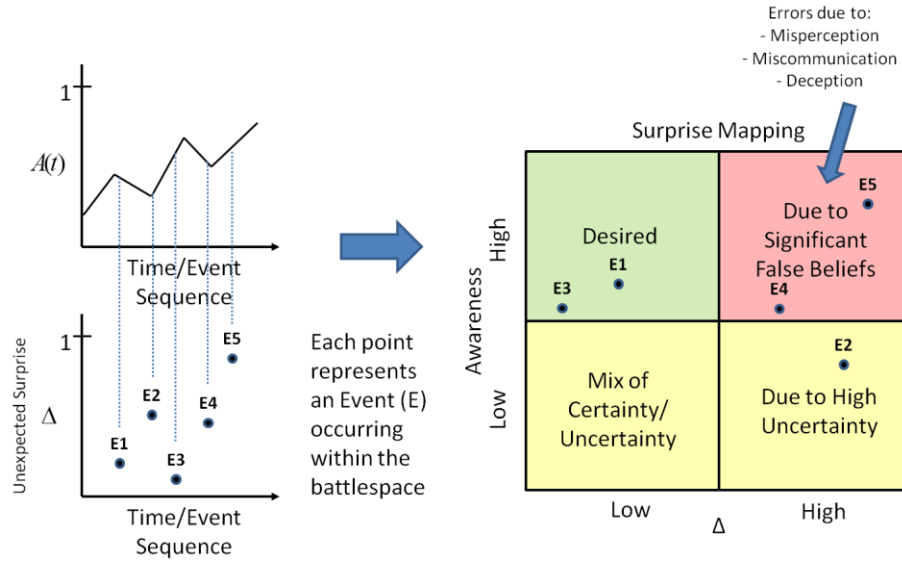 1
A(t)
Time/Event
Sequence
1
Unexpected Surprise
Δ
E1
E2
E3
E4
E5
Time/Event
Sequence
Each point
represents
an Event (E)
occurring
within the
battlespace
Errors due to:
- Misperception
- Miscommunication
- Deception
Surprise Mapping
Awareness
High
Low
Desired
E1
E3
E5
Due to
Significant
False Beliefs
E4
Mix of
Certainty/
Uncertainty
E2
Due to High
Uncertainty
Low
Δ
High